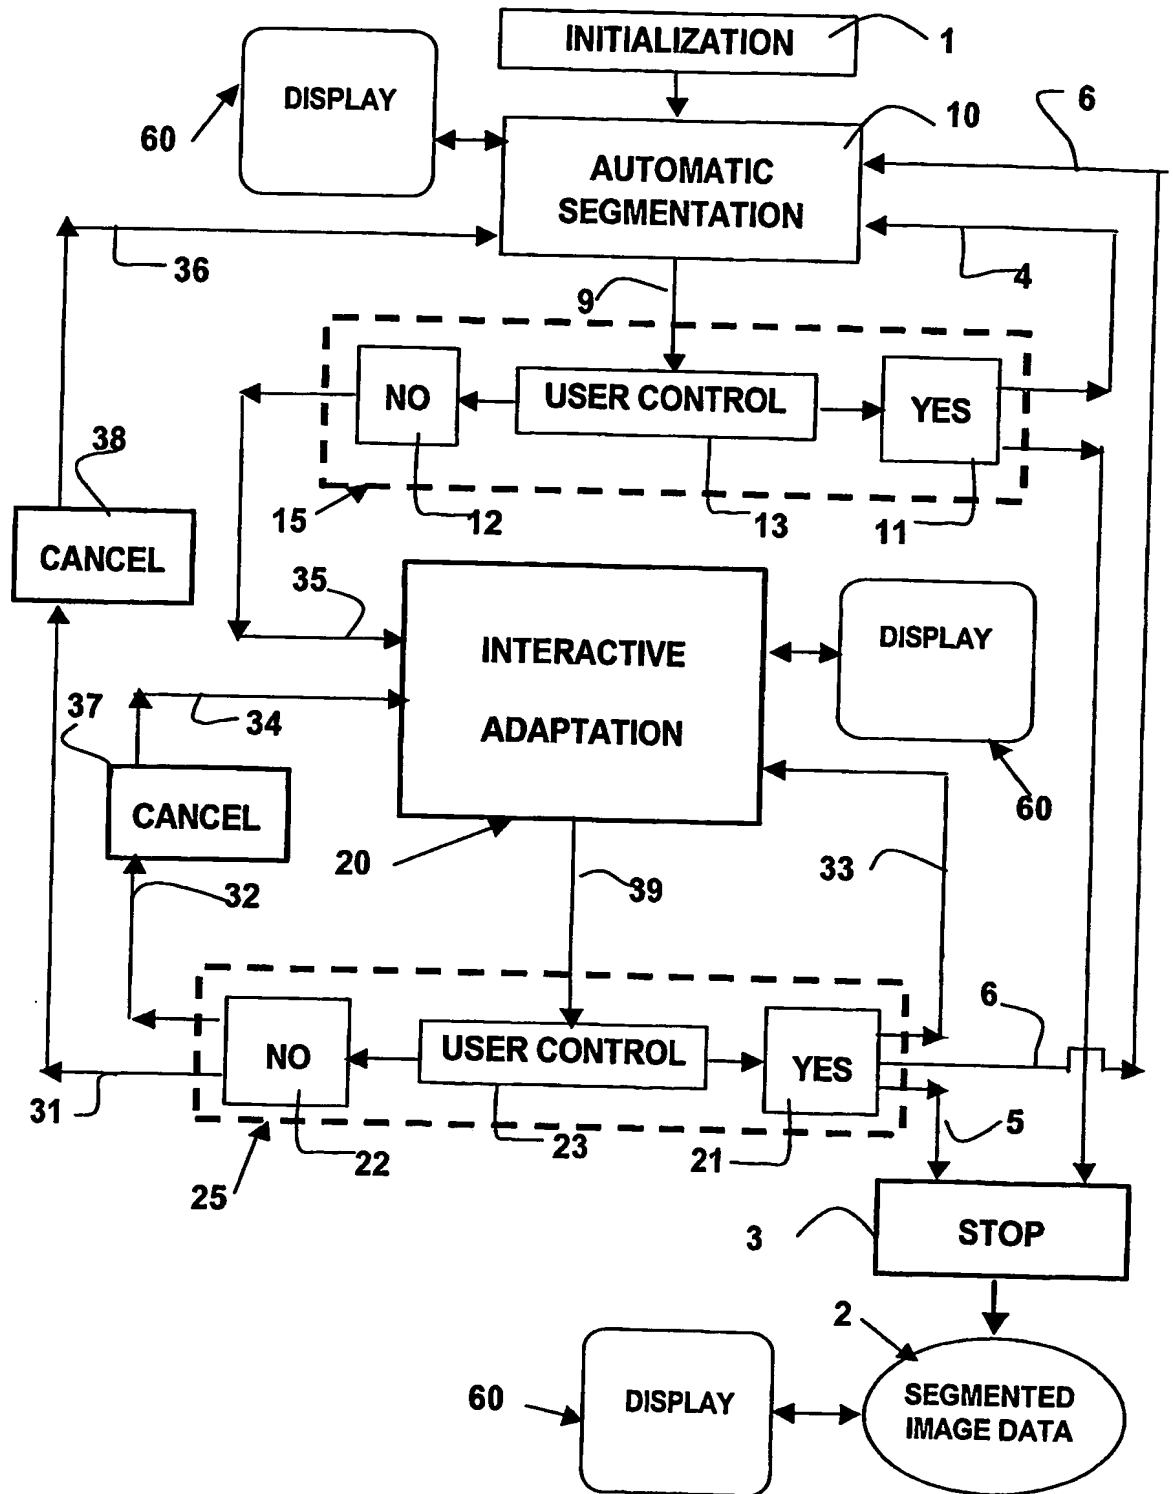 INITIALIZATION
1
DISPLAY
60
10
6
AUTOMATIC
SEGMENTATION
36
4
9
NO
USER CONTROL
YES
38
15
12
13
11
CANCEL
35
INTERACTIVE
ADAPTATION
DISPLAY
37
34
60
CANCEL
20
39
33
32
6
NO
USER CONTROL
YES
31
5
22
23
21
25
3
STOP
2
60
DISPLAY
SEGMENTED
IMAGE DATA